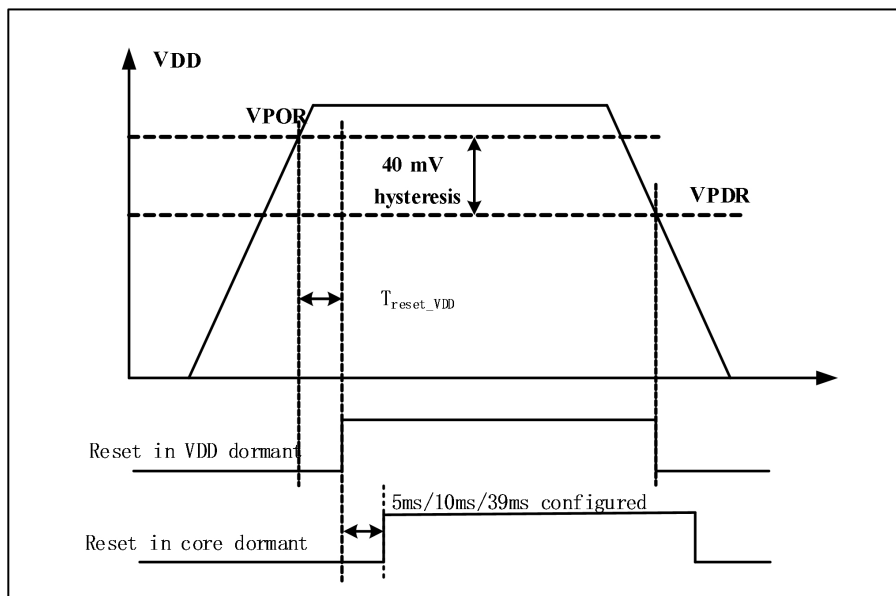 VDD
VPOR
40 mV
hysteresis
VPDR
Treset_VDD
Reset in VDD dormant
5ms/10ms/39ms configured
Reset in core dormant